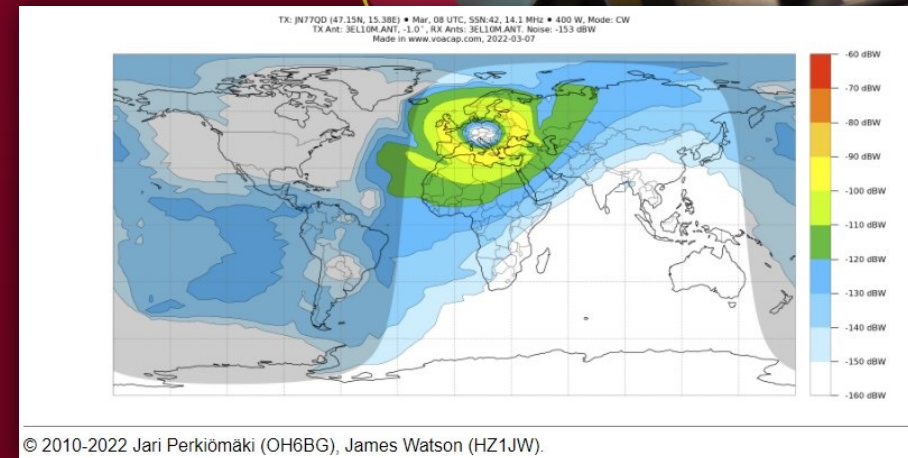 TX: JN77QD (47.15N, 15.38E) • Mar, 08 UTC, SSN:42, 14.1 MHz • 400 W, Mode: CW
TX Ant: 3EL10M.ANT, -1.0°, RX Ants: 3EL10M.ANT. Noise: -153 dBW
Made in www.voacap.com, 2022-03-07
-60 dBW
-70 dBW
-80 dBW
-90 dBW
-100 dBW
-110 dBW
-120 dBW
-130 dBW
-140 dBW
-150 dBW
-160 dBW
© 2010-2022 Jari Perkiömäki (OH6BG), James Watson (HZ1JW).